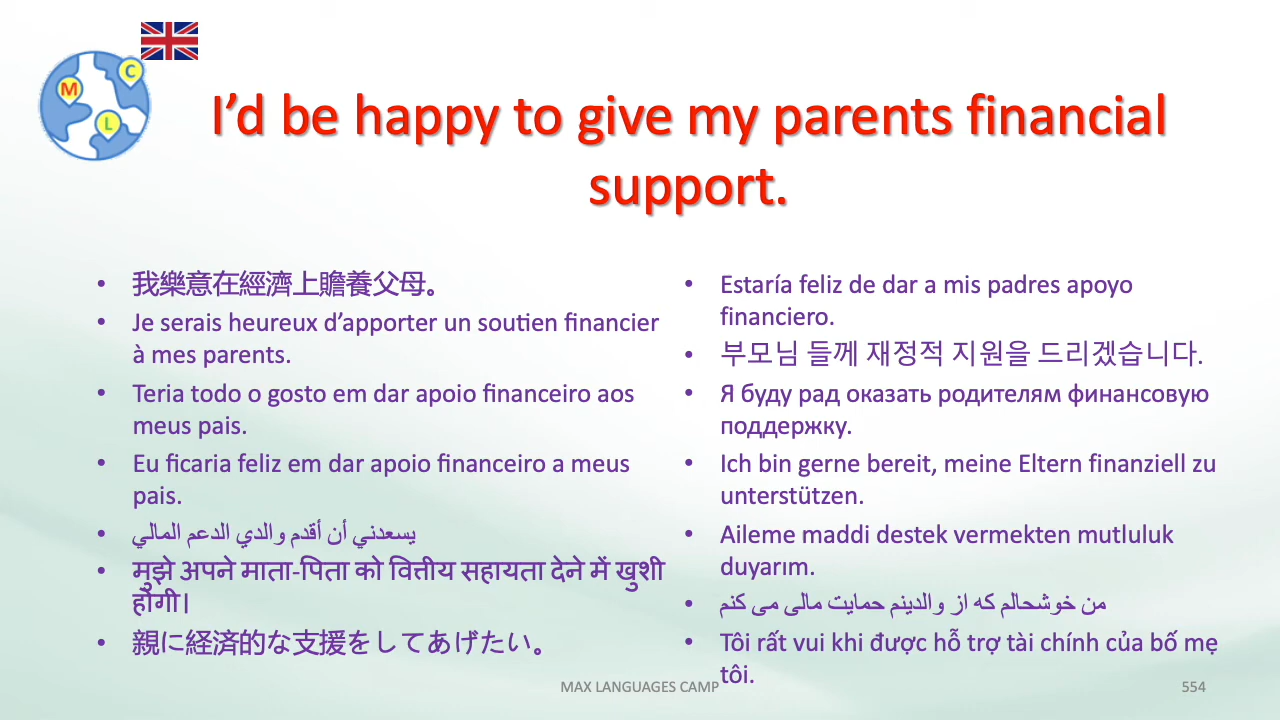 M
C
L
I’d be happy to give my parents financial
support.
• 我樂意在經濟上贍養父母。
• Je serais heureux d’apporter un soutien financier
à mes parents.
• Teria todo o gosto em dar apoio financeiro aos
meus pais.
• Eu ficaria feliz em dar apoio financeiro a meus
pais.
• يسعدني أن أقدم والدي الدعم المالي
• मुझे अपने माता-पिता को वित्तीय सहायता देने में खुशी
होगी।
• 親に経済的な支援をしてあげたい。
• Estaría feliz de dar a mis padres apoyo
financiero.
• 부모님 들께 재정적 지원을 드리겠습니다.
• Я буду рад оказать родителям финансовую
поддержку.
• Ich bin gerne bereit, meine Eltern finanziell zu
unterstützen.
• Aileme maddi destek vermekten mutluluk
duyarım.
• من خوشحالم که از والدینم حمایت مالی می کنم
• Tôi rất vui khi được hỗ trợ tài chính của bố mẹ
tôi.
MAX LANGUAGES CAMP
554